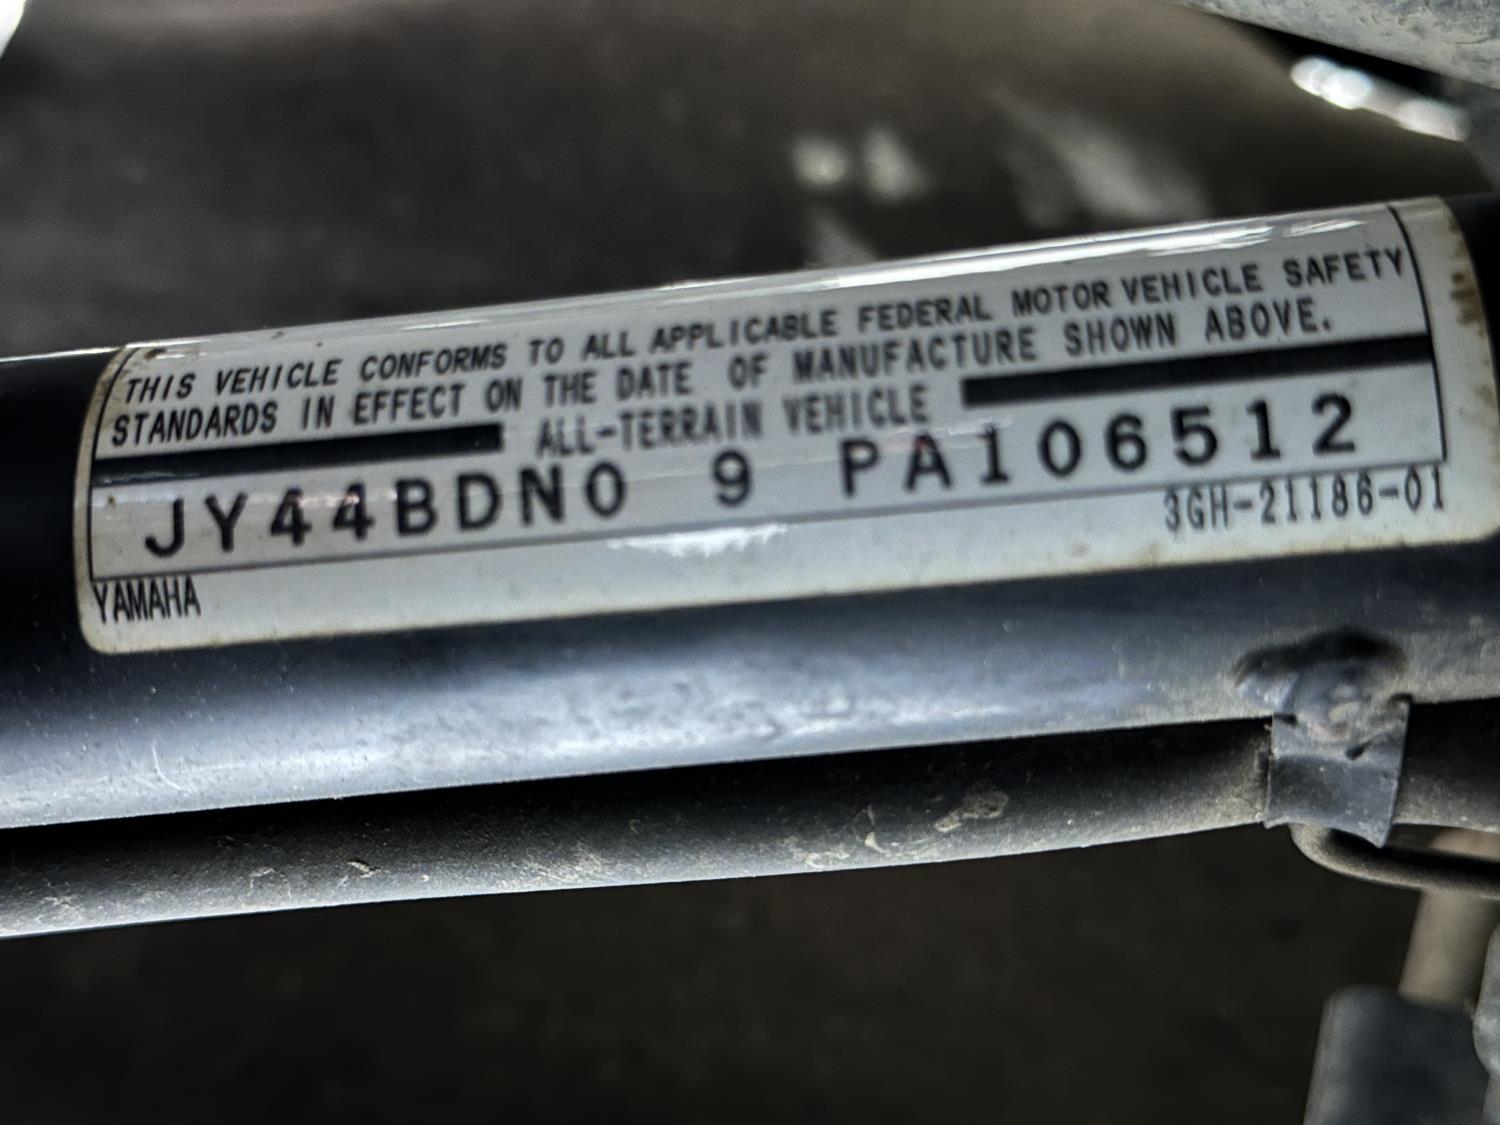 THIS VEHICLE CONFORMS TO ALL APPLICABLE FEDERAL MOTOR VEHICLE SAFETY
STANDARDS IN EFFECT ON THE DATE OF MANUFACTURE SHOWN ABOVE.
ALL-TERRAIN VEHICLE
JY44BDN0 9 PA106512
YAMAHA 3GH-21186-01